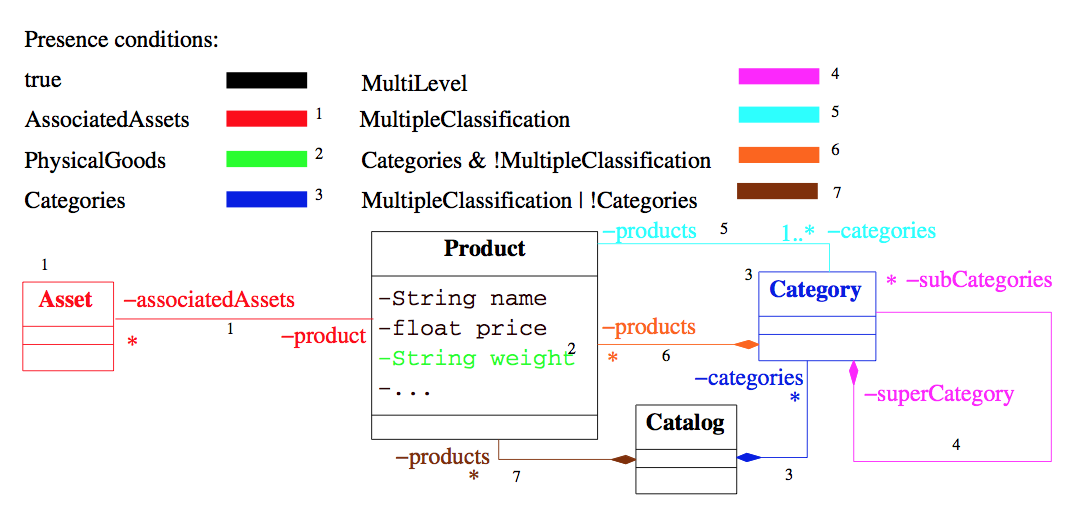 Presence conditions:
true
AssociatedAssets 1
PhysicalGoods 2
Categories 3
MultiLevel 4
MultipleClassification 5
Categories & !MultipleClassification 6
MultipleClassification | !Categories 7
−products 5 1..* −categories
Product
1
Asset
−associatedAssets
1
*
−product
−String name
−float price
−String weight 2
−...
3
Category
* −subCategories
−products
* 6
−categories
*
−superCategory
4
Catalog
−products
* 7
3